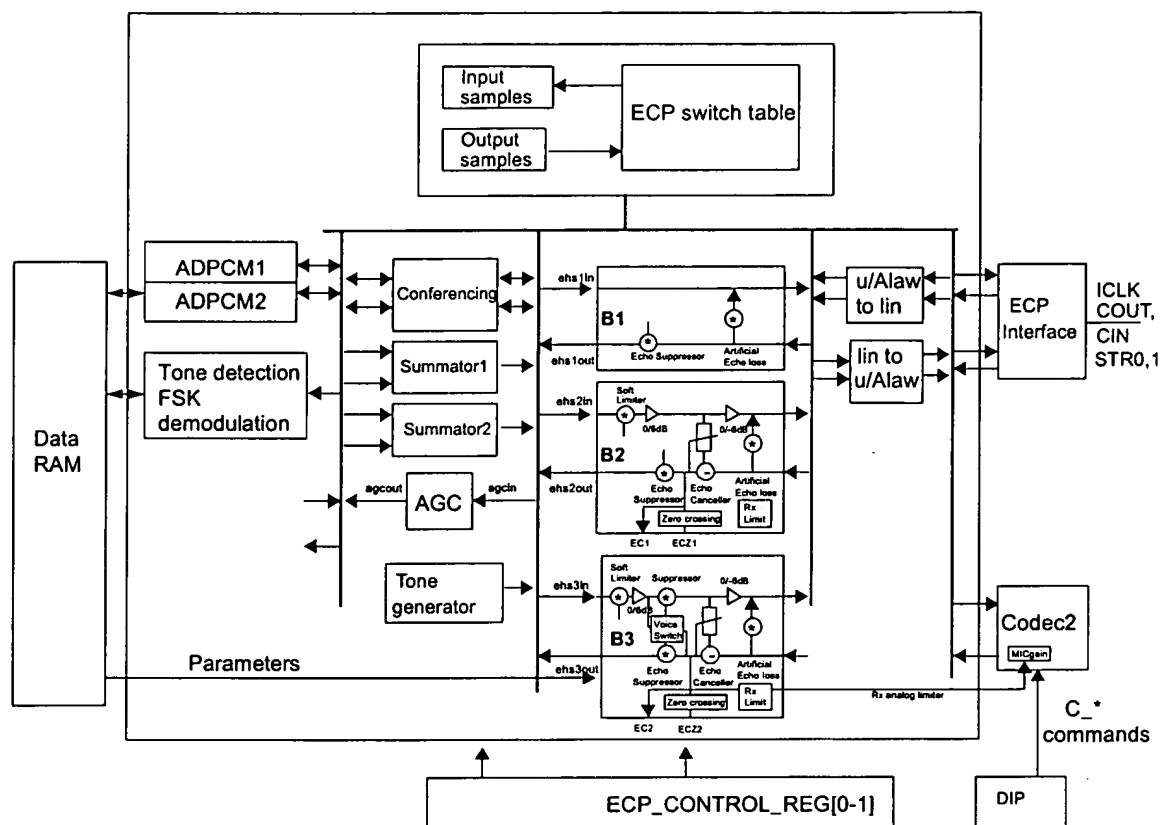 Input
samples
Output
samples
ECP switch table
ADPCM1
ADPCM2
Tone detection
FSK
demodulation
Data
RAM
Conferencing
Summator1
Summator2
agcout
AGC
agcin
Tone
generator
Parameters
ehs1in
B1
*
*
ehs1out
Echo Suppressor
Artificial
Echo loss
ehs2in
Soft
Limiter
*
0/6dB
0/-6dB
B2
*
-
*
ehs2out
Echo
Suppressor
Echo
Canceller
Artificial
Echo loss
Rx
Limit
Zero crossing
EC1
ECZ1
ehs3in
Soft
Limiter
Suppressor
0/-6dB
*
*
0/6dB
B3
Voice
Switch
*
-
*
ehs3out
Echo
Suppressor
Echo
Canceller
Artificial
Echo loss
Rx
Limit
Zero crossing
EC2
ECZ2
Rx analog limiter
u/Alaw
to lin
lin to
u/Alaw
ECP
Interface
ICLK
COUT,
CIN
STR0,1
Codec2
MICgain
C_*
commands
DIP
ECP_CONTROL_REG[0-1]